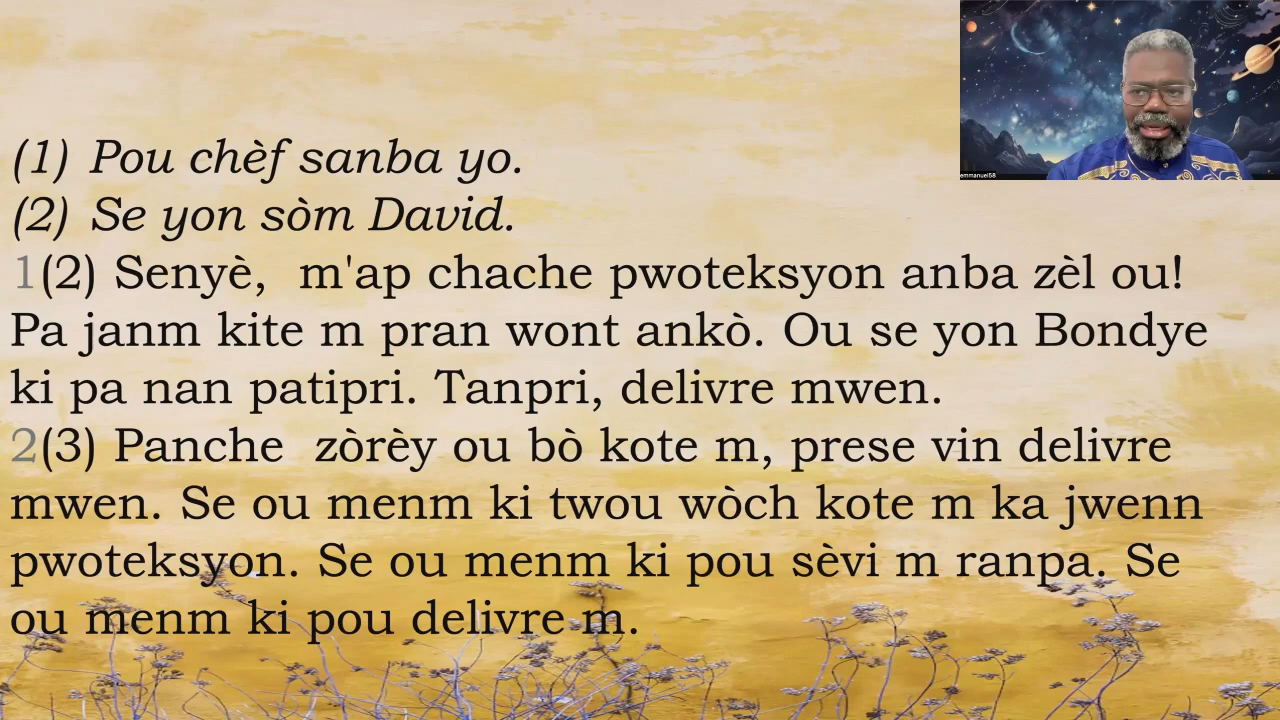 (1) Pou chèf sanba yo.
(2) Se yon sòm David.
1(2) Senyè, m'ap chache pwoteksyon anba zèl ou!
Pa janm kite m pran wont ankò. Ou se yon Bondye
ki pa nan patipri. Tanpri, delivre mwen.
2(3) Panche zòrèy ou bò kote m, prese vin delivre
mwen. Se ou menm ki twou wòch kote m ka jwenn
pwoteksyon. Se ou menm ki pou sèvi m ranpa. Se
ou menm ki pou delivre m.
emmanuel58